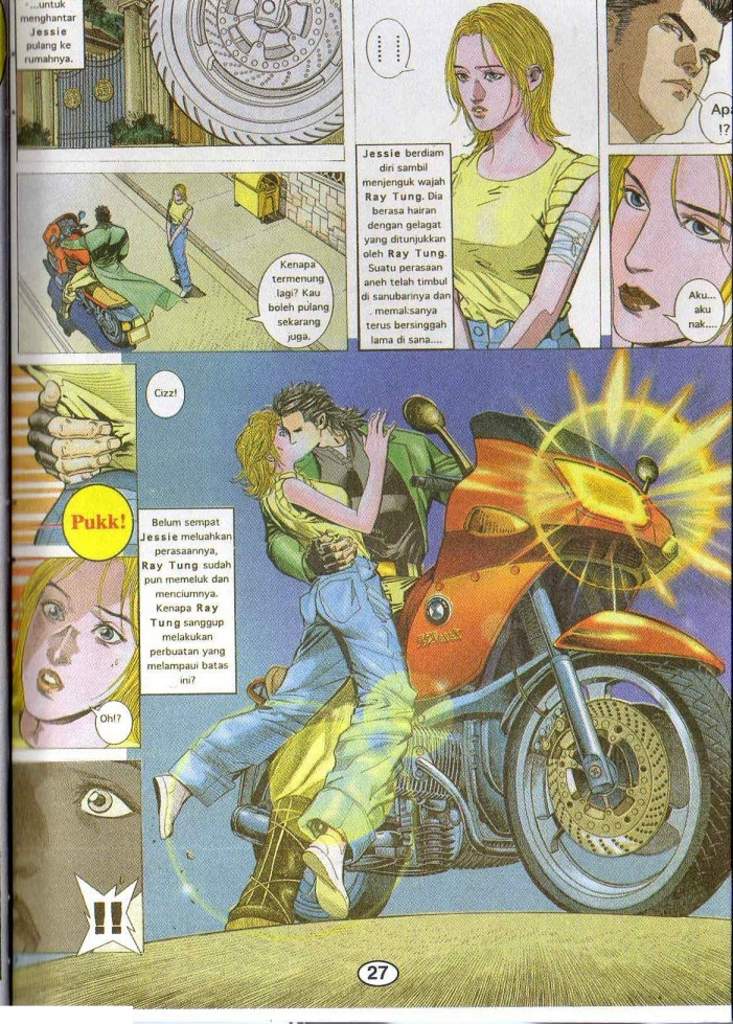 ...untuk
menghantar
Jessie
pulang ke
rumahnya.
Jessie berdiam
diri sambil
menjenguk wajah
Ray Tung. Dia
berasa hairan
dengan gelagat
yang ditunjukkan
oleh Ray Tung.
Suatu perasaan
aneh telah timbul
di sanubarinya dan
memaksanya
terus bersinggah
lama di sana....
!?
Kenapa
termenung
lagi? Kau
boleh pulang
sekarang
juga.
Aku...
aku
nak....
Pukk!
Cizz!
Belum sempat
Jessie meluahkan
perasaannya,
Ray Tung sudah
pun memeluk dan
menciumnya.
Kenapa Ray
Tung sanggup
melakukan
perbuatan yang
melampaui batas
ini?
Oh!?
!!
27